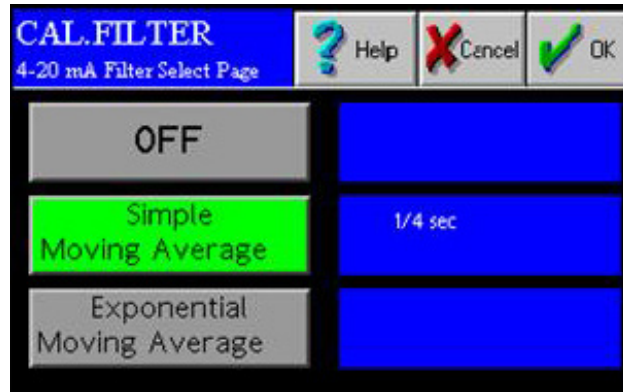 CAL.FILTER
4-20 mA Filter Select Page
Help
Cancel
OK
OFF
Simple
Moving Average
1/4 sec
Exponential
Moving Average